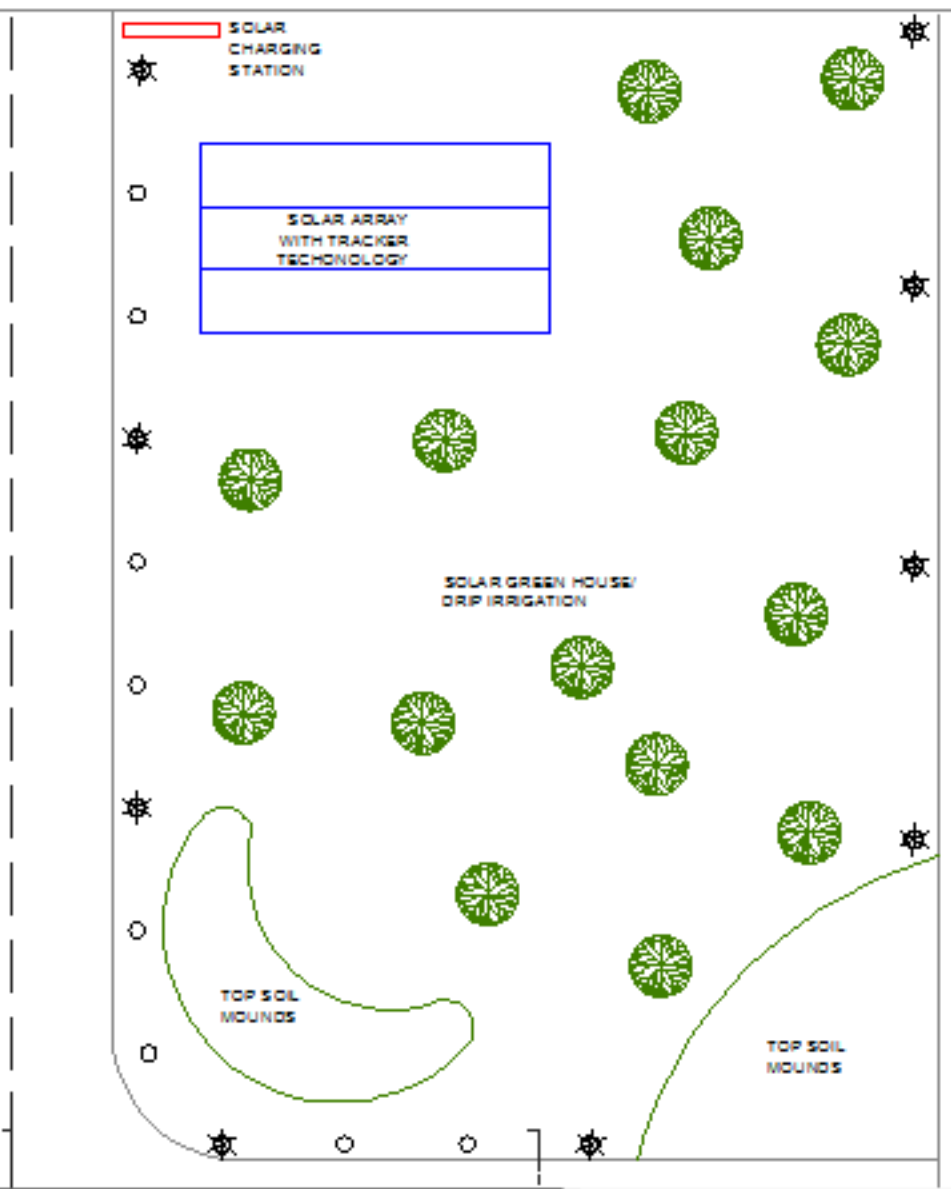 SOLAR
CHARGING
STATION
SOLAR ARRAY
WITH TRACKER
TECHONOLOGY
SOLAR GREEN HOUSE/
DRIP IRRIGATION
TOP SOIL
MOUNDS
TOP SOIL
MOUNDS